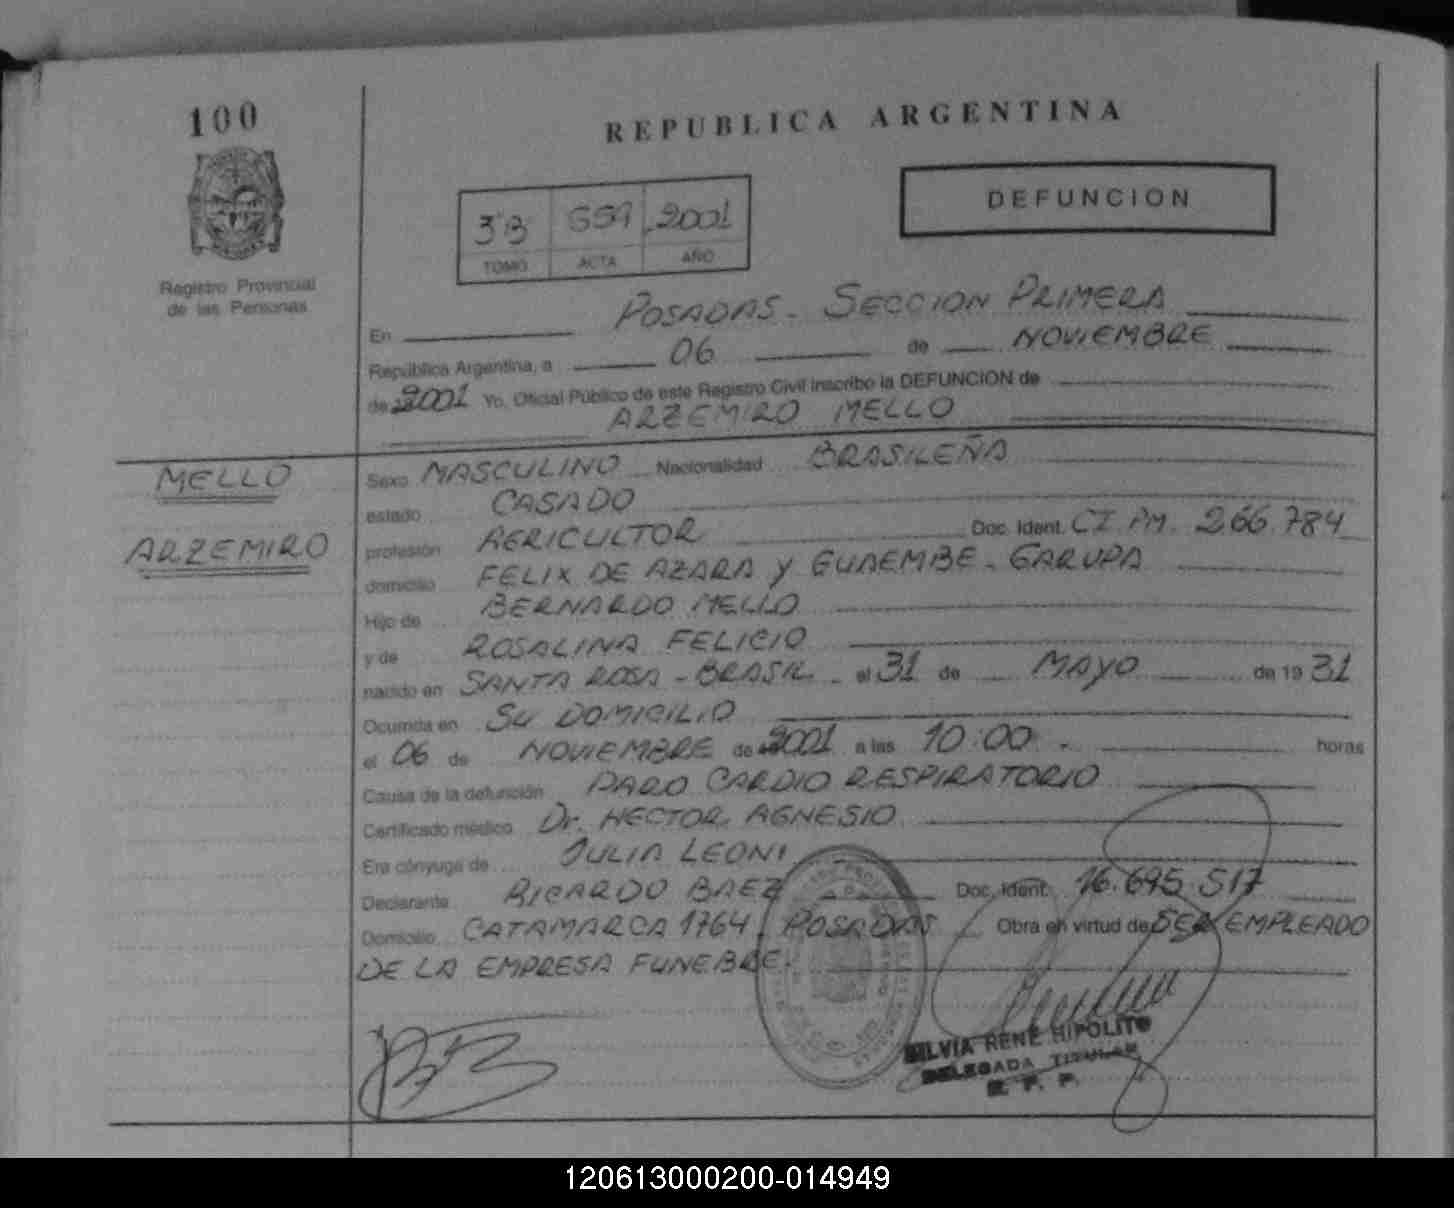 100
REPUBLICA ARGENTINA
DEFUNCION
3ºB 2001
TOMO ACTA AÑO
Registro Provincial
de las Personas
En POSADAS - SECCION PRIMERA
República Argentina, a 06 de NOVIEMBRE
de 2001 Yo, Oficial Público de este Registro Civil inscribo la DEFUNCION de
ARZEMIRO MELLO
MELLO
ARZEMIRO
Sexo MASCULINO Nacionalidad BRASILEÑA
estado CASADO
profesión AGRICULTOR Doc. Ident. CI. PM. 266.784
domicilio FELIX DE AZARA Y GUAEMBE - GARUPA
Hijo de BERNARDO MELLO
y de ROSALINA FELICIO
nacido en SANTA ROSA - BRASIL el 31 de MAYO de 19 31
Ocurrida en SU DOMICILIO
el 06 de NOVIEMBRE de 2001 a las 10:00 . horas
Causa de la defunción PARO CARDIO RESPIRATORIO
Certificado médico Dr. HECTOR AGNESIO
Era cónyuge de JULIA LEONI
Declarante RICARDO BAEZ Doc. Ident. 16.695.517
Domicilio CATAMARCA 1764 - POSADAS Obra en virtud de SER EMPLEADO
DE LA EMPRESA FUNEBRE.
SILVIA RENE HIPOLITO
DELEGADA TITULAR
R. P. P.
120613000200-014949